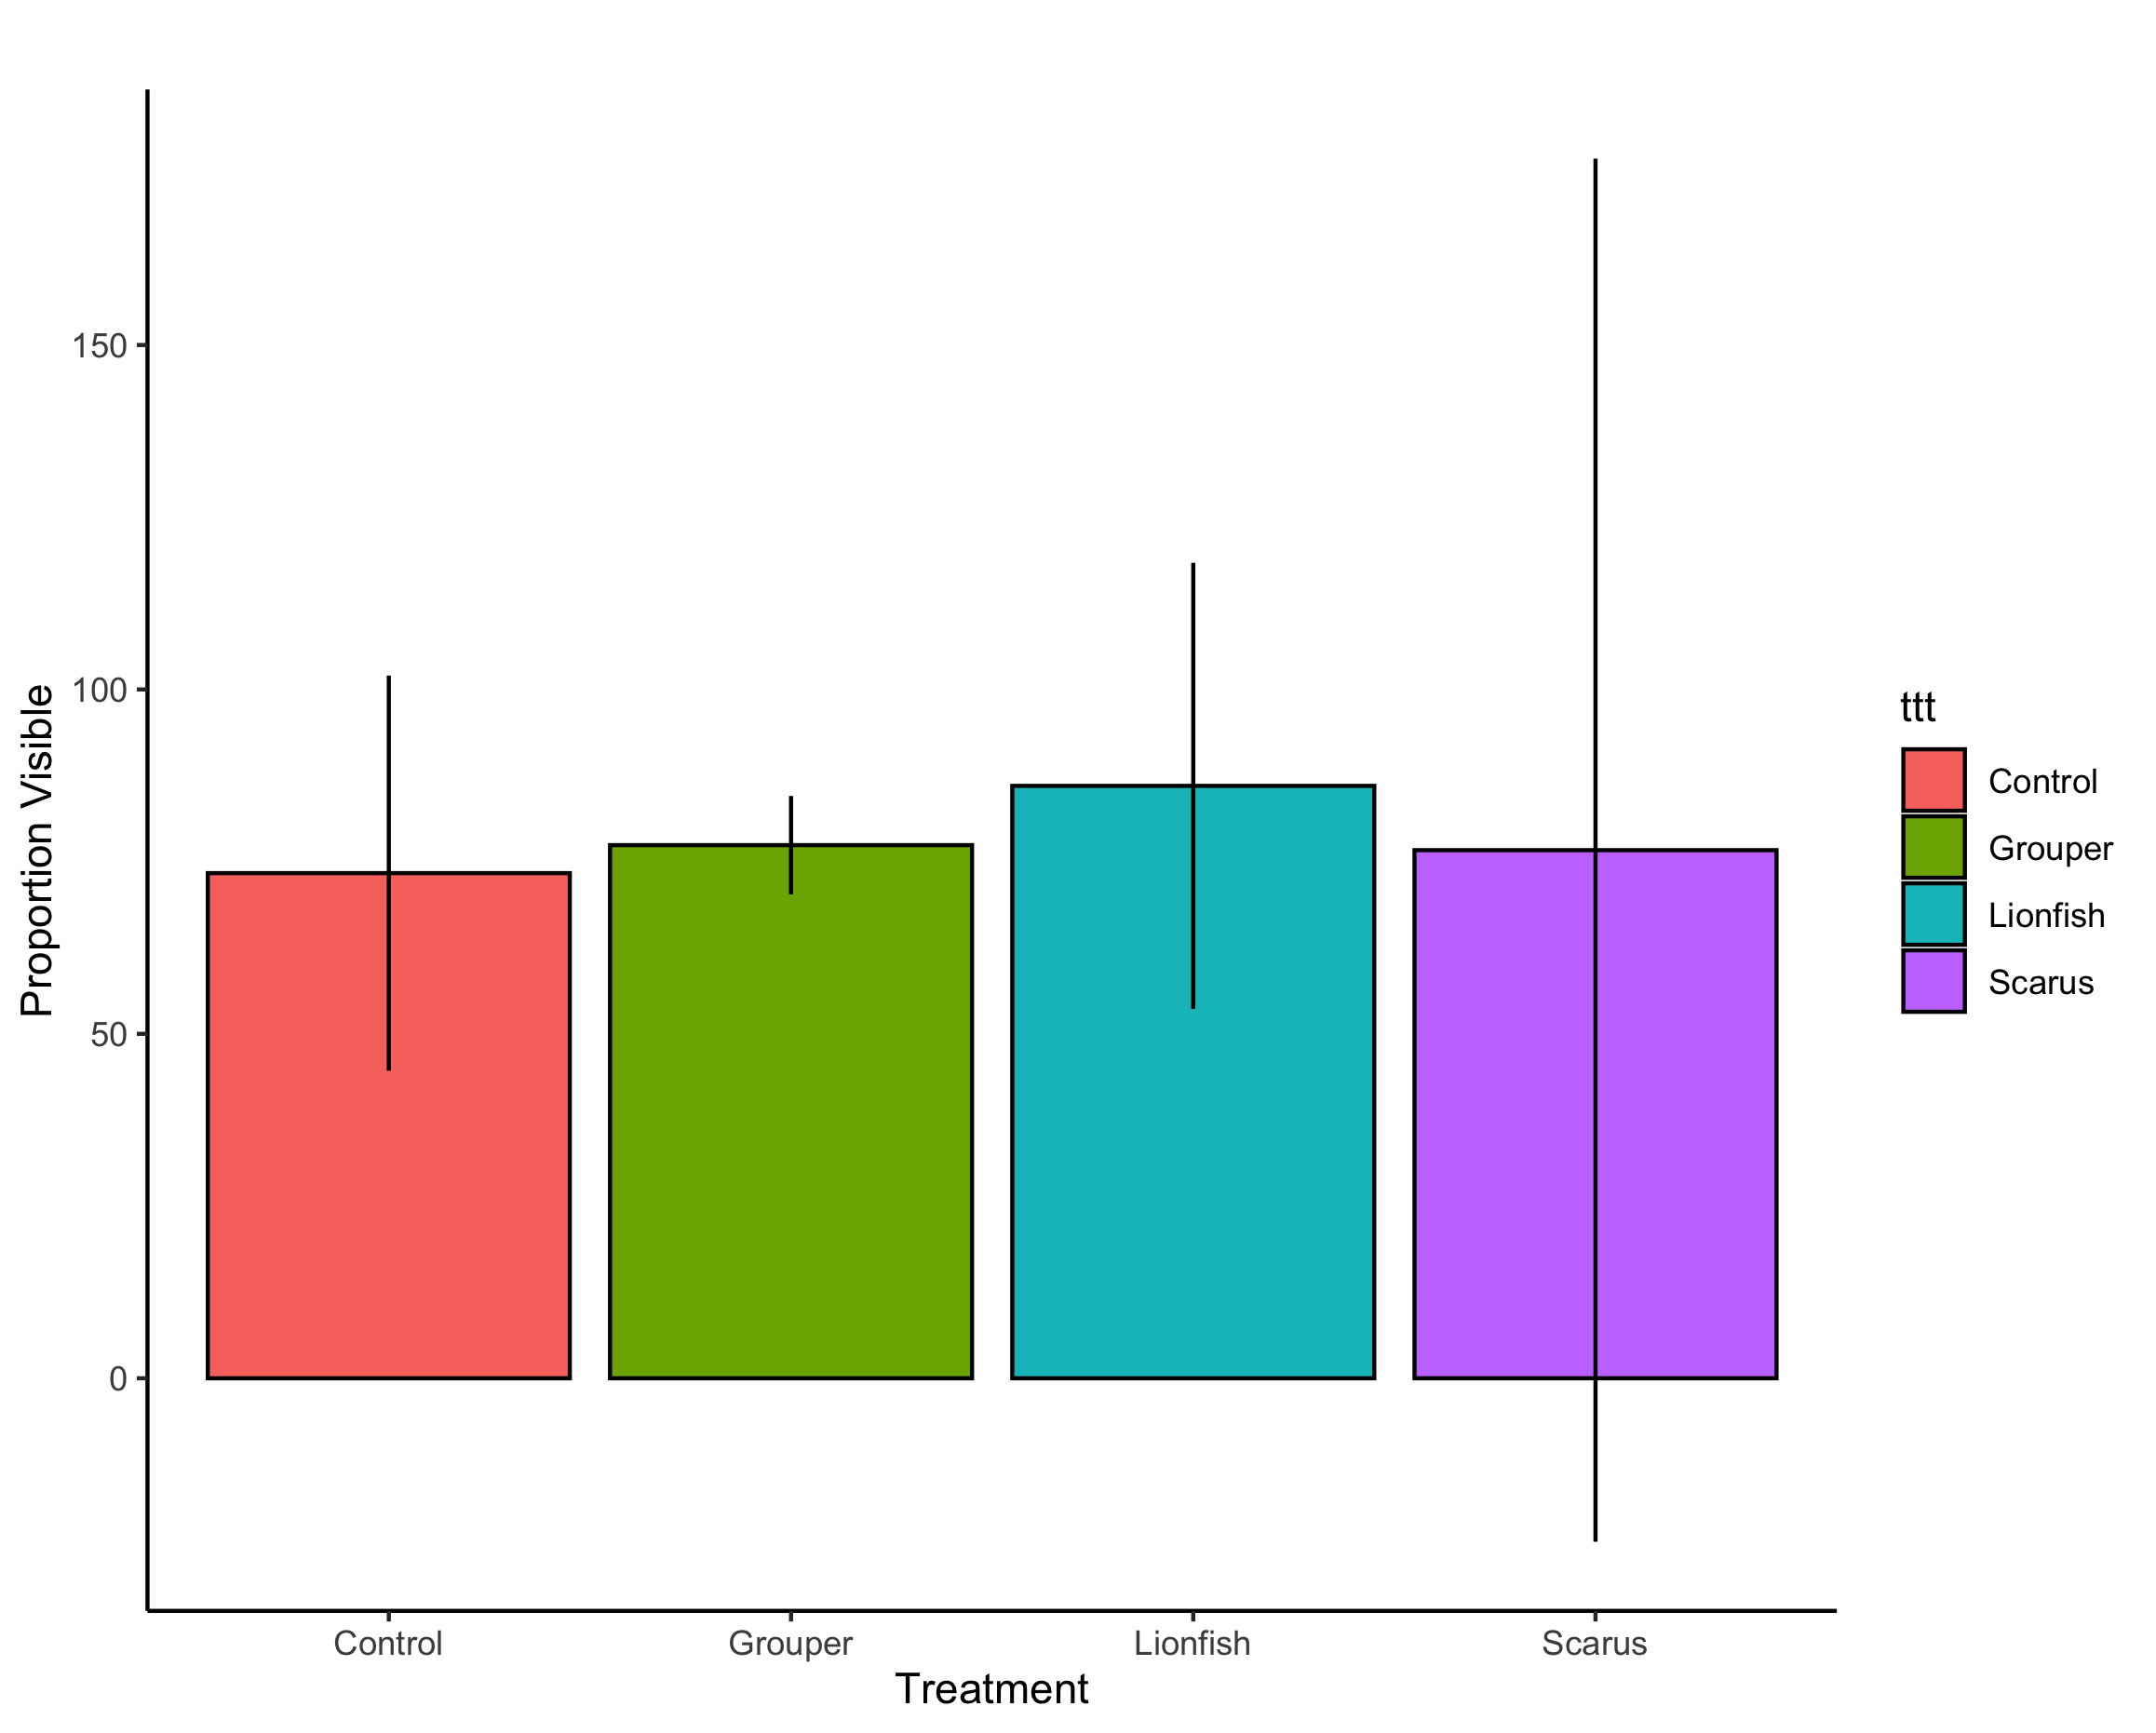 Proportion Visible
150
100
50
0
Control
Grouper
Lionfish
Scarus
Treatment
ttt
Control
Grouper
Lionfish
Scarus